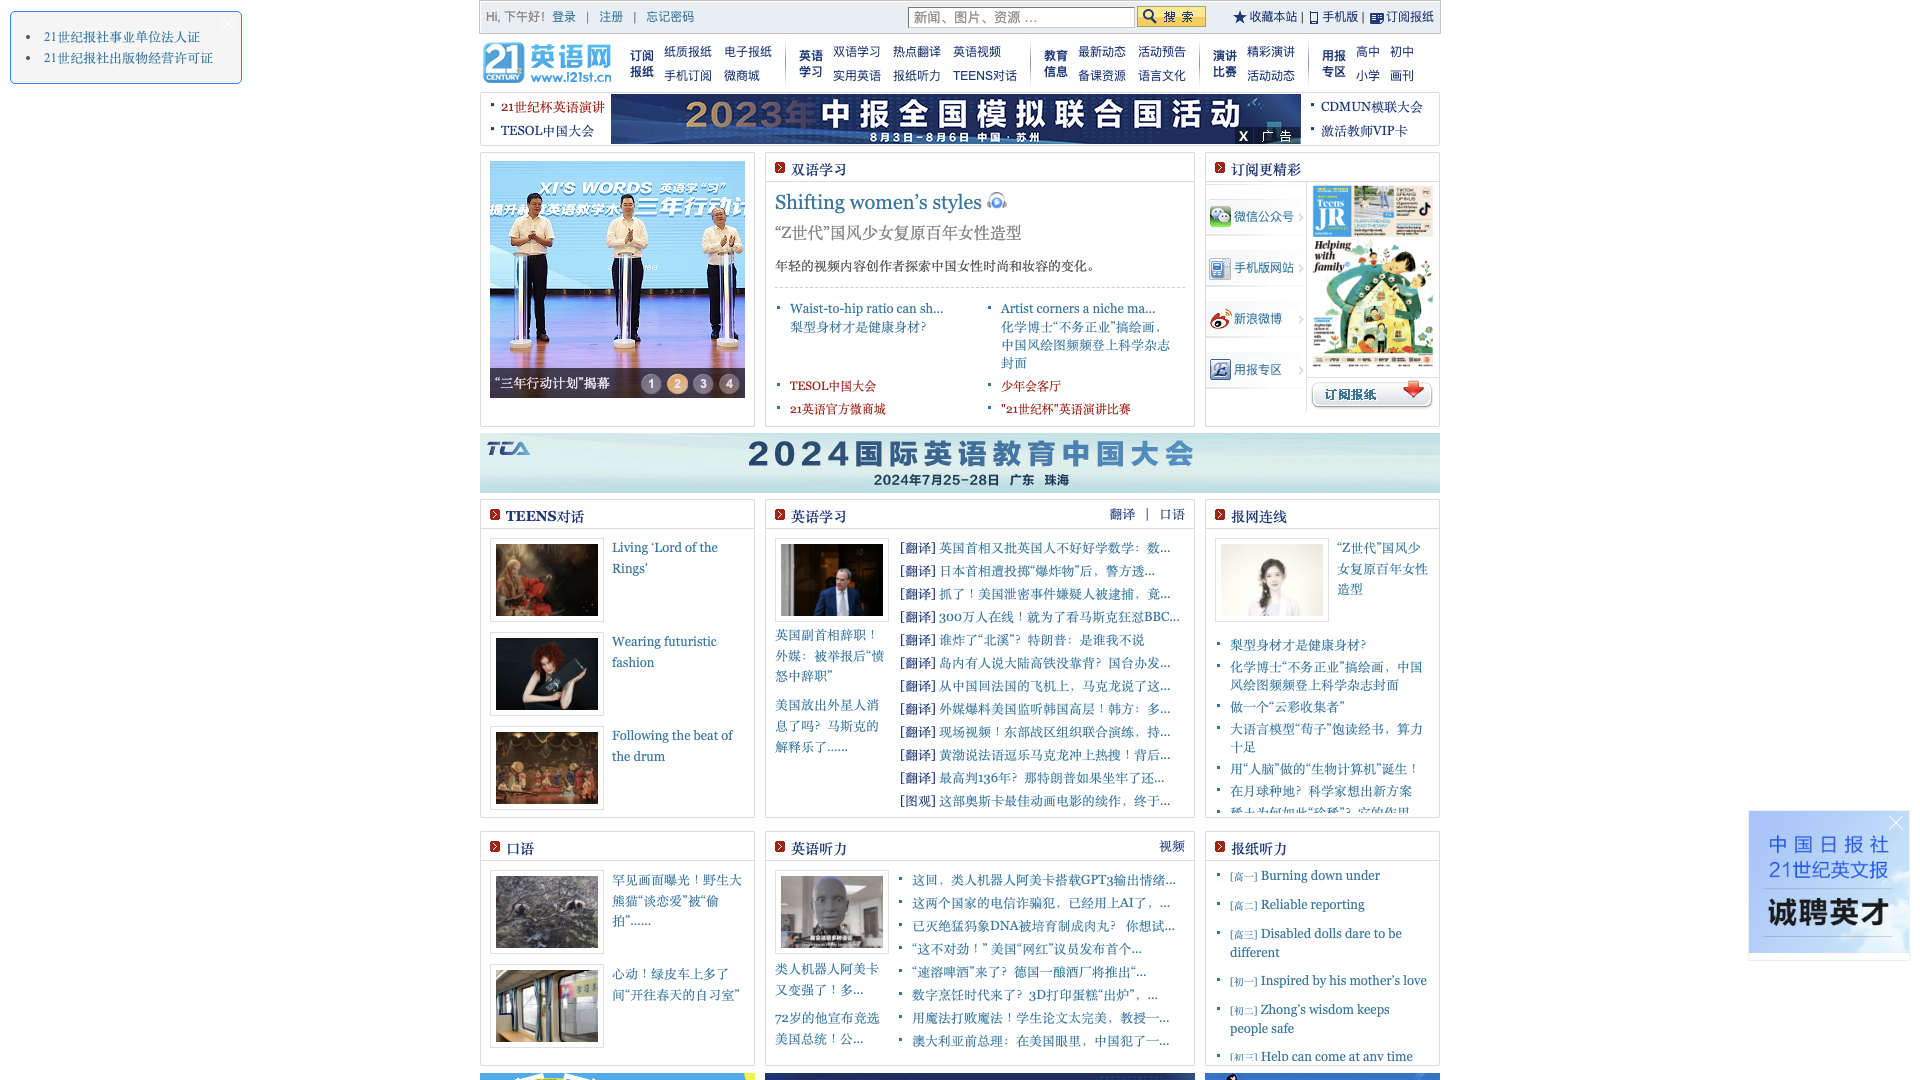 21世纪报社事业单位法人证
21世纪报社出版物经营许可证
Hi, 下午好! 登录 | 注册 | 忘记密码
新闻、图片、资源 ...
搜 索
收藏本站 | 手机版 | 订阅报纸
21 CENTURY 英语网 www.i21st.cn
订阅报纸 纸质报纸 电子报纸 手机订阅 微商城
英语学习 双语学习 热点翻译 英语视频 实用英语 报纸听力 TEENS对话
教育信息 最新动态 活动预告 备课资源 语言文化
演讲比赛 精彩演讲 活动动态
用报专区 高中 初中 小学 画刊
21世纪杯英语演讲
TESOL中国大会
2023年中报全国模拟联合国活动
8月3日-8月6日 中国·苏州
X 广 告
CDMUN模联大会
激活教师VIP卡
XI'S WORDS 英语学“习”
“三年行动计划”揭幕 1 2 3 4
双语学习
Shifting women’s styles
“Z世代”国风少女复原百年女性造型
年轻的视频内容创作者探索中国女性时尚和妆容的变化。
Waist-to-hip ratio can sh...
梨型身材才是健康身材?
Artist corners a niche ma...
化学博士“不务正业”搞绘画，
中国风绘图频频登上科学杂志
封面
TESOL中国大会
少年会客厅
21英语官方微商城
"21世纪杯"英语演讲比赛
订阅更精彩
微信公众号
手机版网站
新浪微博
用报专区
Teens JR
Helping with family
订阅报纸
TCA
2024国际英语教育中国大会
2024年7月25-28日 广东 珠海
TEENS对话
Living ‘Lord of the
Rings’
Wearing futuristic
fashion
Following the beat of
the drum
英语学习
翻译 | 口语
英国副首相辞职！
外媒：被举报后“愤
怒中辞职”
美国放出外星人消
息了吗？马斯克的
解释乐了……
[翻译] 英国首相又批英国人不好好学数学：数...
[翻译] 日本首相遭投掷“爆炸物”后，警方透...
[翻译] 抓了！美国泄密事件嫌疑人被逮捕，竟...
[翻译] 300万人在线！就为了看马斯克狂怼BBC...
[翻译] 谁炸了“北溪”？特朗普：是谁我不说
[翻译] 岛内有人说大陆高铁没靠背？国台办发...
[翻译] 从中国回法国的飞机上，马克龙说了这...
[翻译] 外媒爆料美国监听韩国高层！韩方：多...
[翻译] 现场视频！东部战区组织联合演练，持...
[翻译] 黄渤说法语逗乐马克龙冲上热搜！背后...
[翻译] 最高判136年？那特朗普如果坐牢了还...
[图观] 这部奥斯卡最佳动画电影的续作，终于...
报网连线
“Z世代”国风少
女复原百年女性
造型
梨型身材才是健康身材?
化学博士“不务正业”搞绘画，中国
风绘图频频登上科学杂志封面
做一个“云彩收集者”
大语言模型“荀子”饱读经书，算力
十足
用“人脑”做的“生物计算机”诞生！
在月球种地？科学家想出新方案
稀土为何如此“珍稀”？它的作用
口语
罕见画面曝光！野生大
熊猫“谈恋爱”被“偷
拍”……
心动！绿皮车上多了
一间“开往春天的自习室”
英语听力
视频
类人机器人阿美卡
又变强了！多...
72岁的他宣布竞选
美国总统！公...
这回，类人机器人阿美卡搭载GPT3输出情绪...
这两个国家的电信诈骗犯，已经用上AI了，...
已灭绝猛犸象DNA被培育制成肉丸？ 你想试...
“这不对劲！” 美国“网红”议员发布首个...
“速溶啤酒”来了？德国一酿酒厂将推出“...
数字烹饪时代来了？3D打印蛋糕“出炉”，...
用魔法打败魔法！学生论文太完美，教授一...
澳大利亚前总理：在美国眼里，中国犯了一...
报纸听力
[高一] Burning down under
[高二] Reliable reporting
[高三] Disabled dolls dare to be
different
[初一] Inspired by his mother’s love
[初二] Zhong’s wisdom keeps
people safe
[初三] Help can come at any time
中国日报社
21世纪英文报
诚聘英才